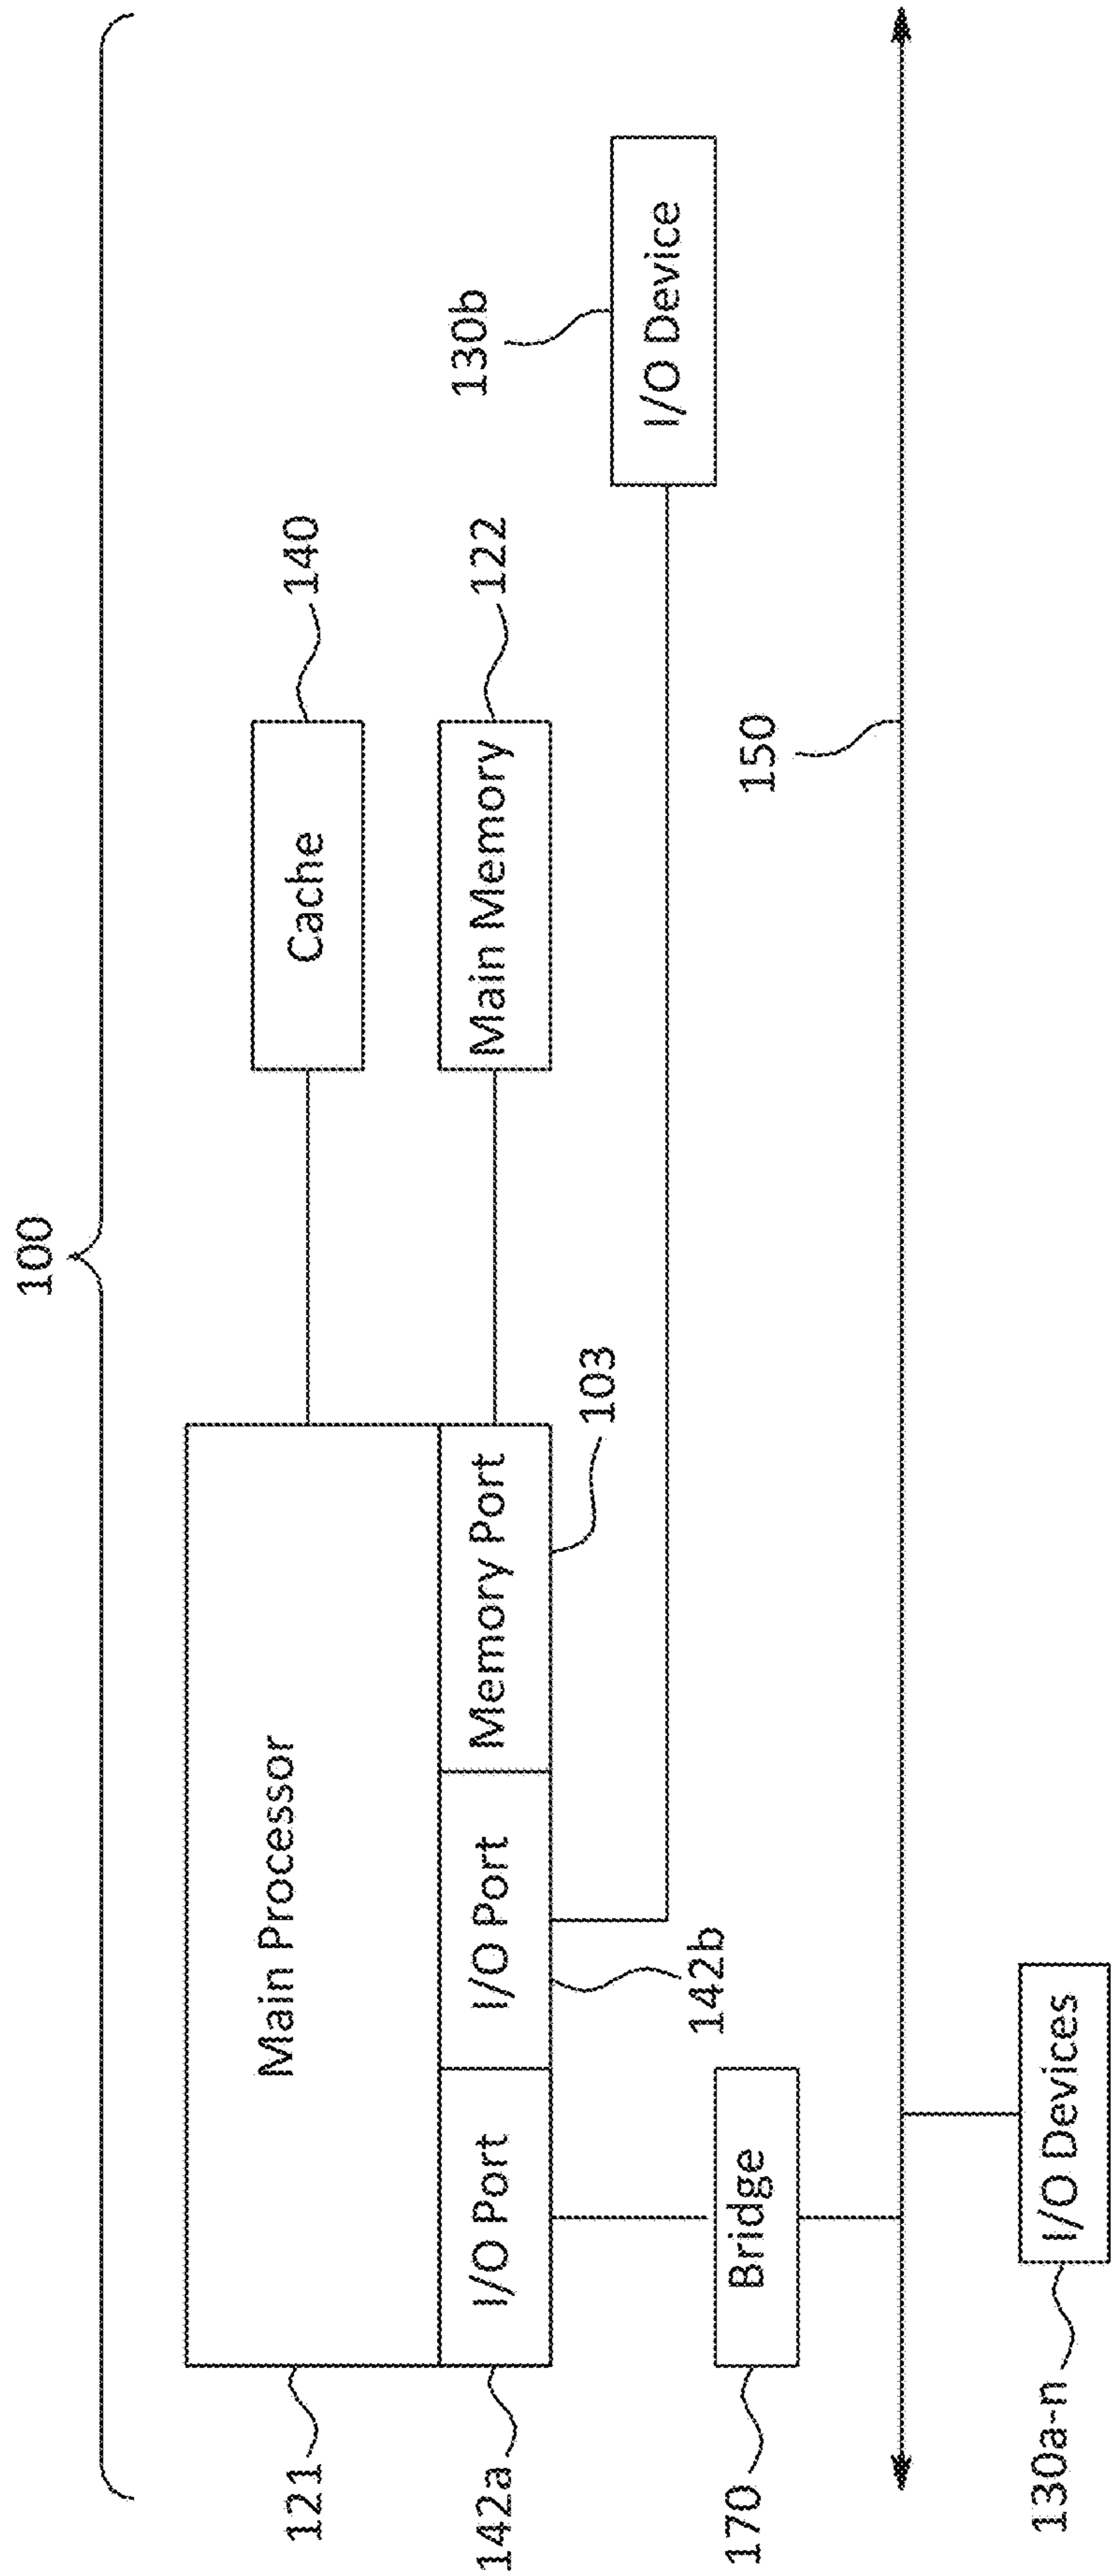 100
Main Processor
Cache
121
140
I/O Port
I/O Port
Memory Port
Main Memory
142a
122
103
142b
130b
I/O Device
Bridge
170
150
I/O Devices
130a-n